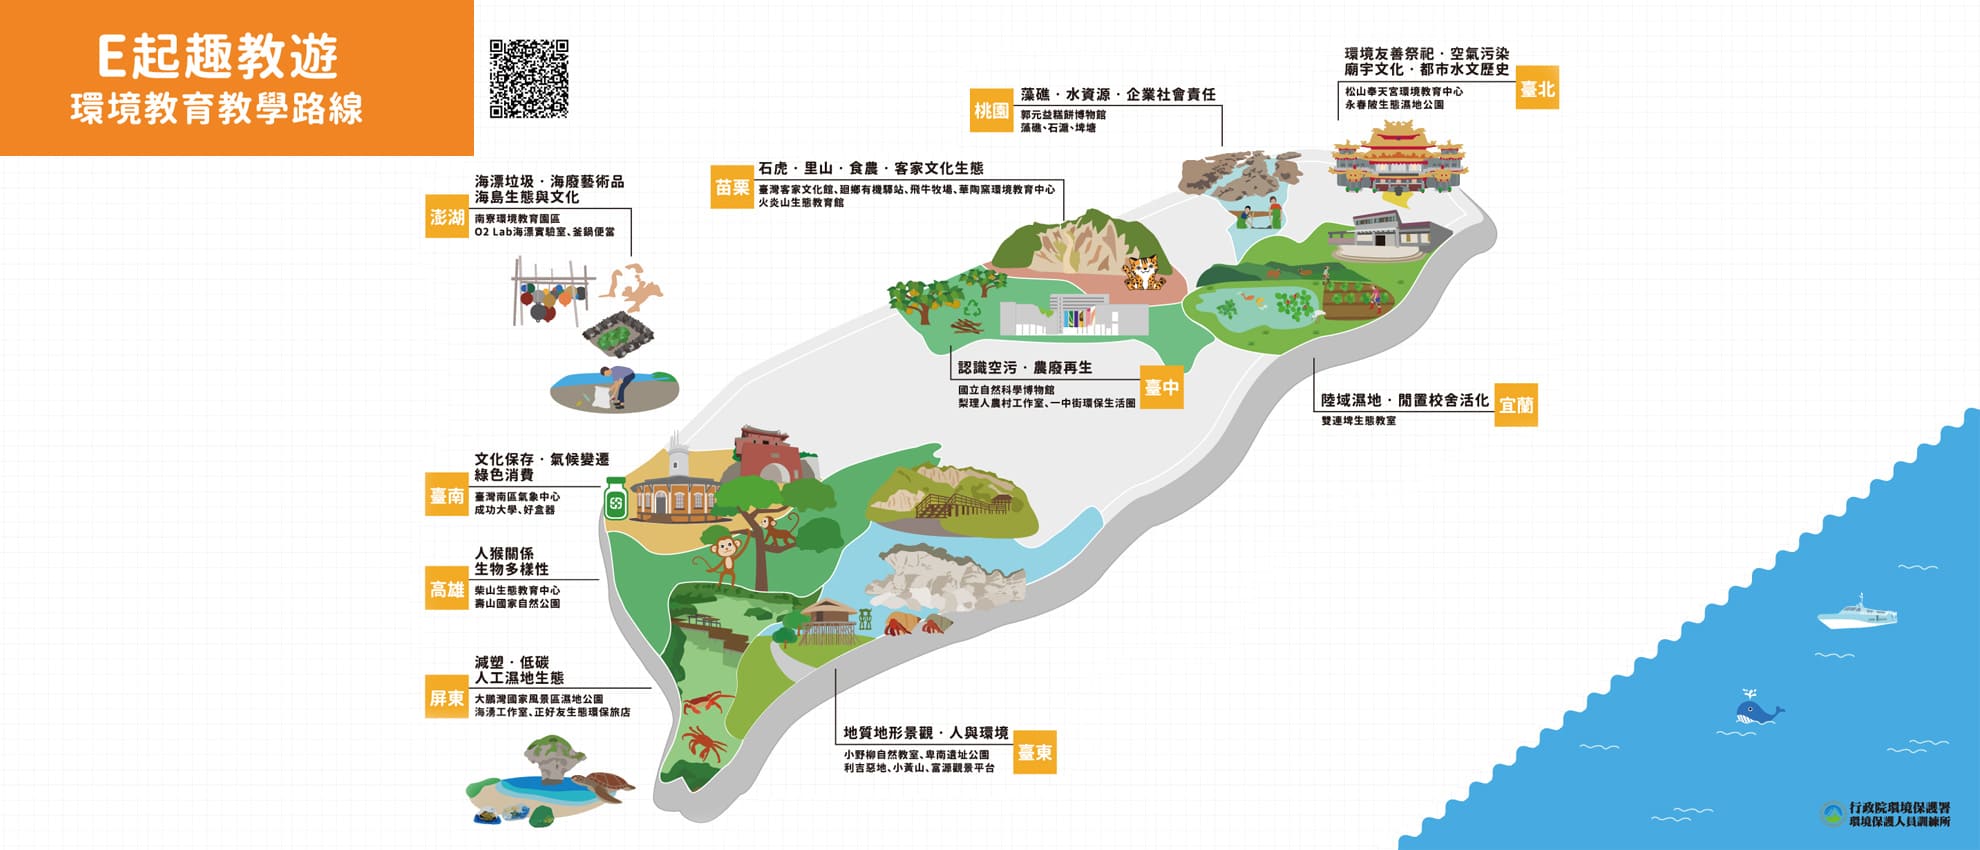 E起趣教遊
環境教育教學路線
環境友善祭祀·空氣污染
廟宇文化·都市水文歷史
臺北
松山奉天宮環境教育中心
永春陂生態濕地公園
桃園
藻礁·水資源·企業社會責任
郭元益糕餅博物館
藻礁、石滬、埤塘
苗栗
石虎·里山·食農·客家文化生態
臺灣客家文化館、迴鄉有機驛站、飛牛牧場、華陶窯環境教育中心
火炎山生態教育館
澎湖
海漂垃圾·海廢藝術品
海島生態與文化
南寮環境教育園區
O2 Lab海漂實驗室、釜鍋便當
認識空污·農廢再生
臺中
國立自然科學博物館
梨理人農村工作室、一中街環保生活圈
陸域濕地·閒置校舍活化
宜蘭
雙連埤生態教室
臺南
文化保存·氣候變遷
綠色消費
臺灣南區氣象中心
成功大學、好盒器
高雄
人猴關係
生物多樣性
柴山生態教育中心
壽山國家自然公園
屏東
減塑·低碳
人工濕地生態
大鵬灣國家風景區濕地公園
海湧工作室、正好友生態環保旅店
地質地形景觀·人與環境
臺東
小野柳自然教室、卑南遺址公園
利吉惡地、小黃山、富源觀景平台
行政院環境保護署
環境保護人員訓練所